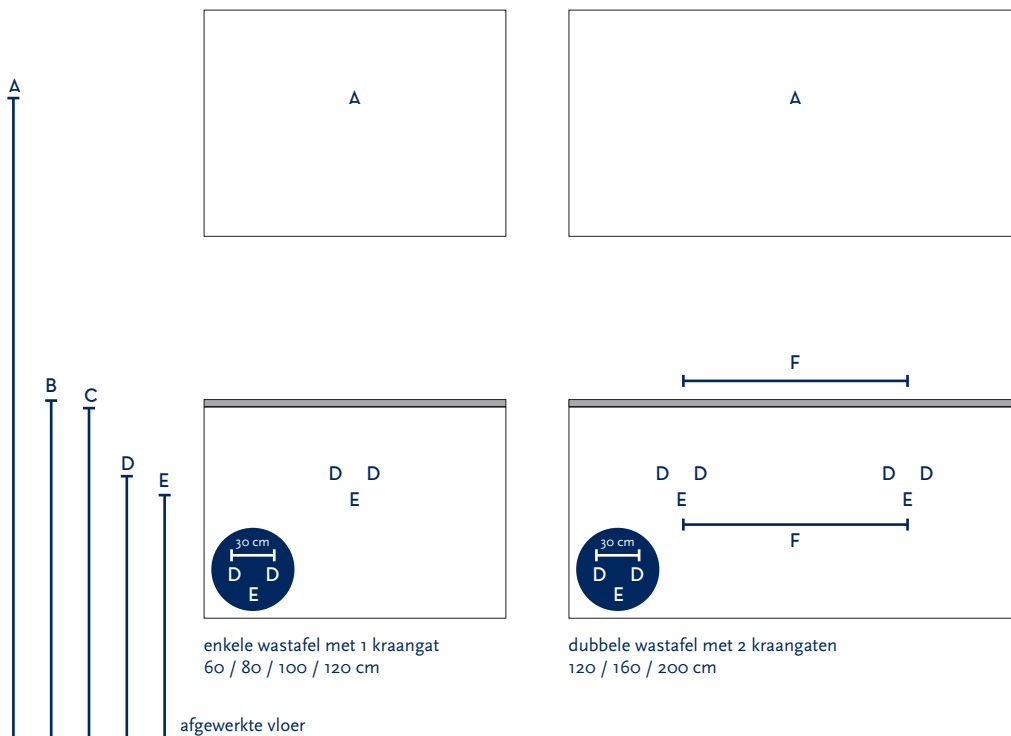 A
A
A
B
C
D
E
F
D D
E
D D
E
D D
E
F
30 cm
D D
E
30 cm
D D
E
enkele wastafel met 1 kraangat
60 / 80 / 100 / 120 cm
dubbele wastafel met 2 kraangaten
120 / 160 / 200 cm
afgewerkte vloer